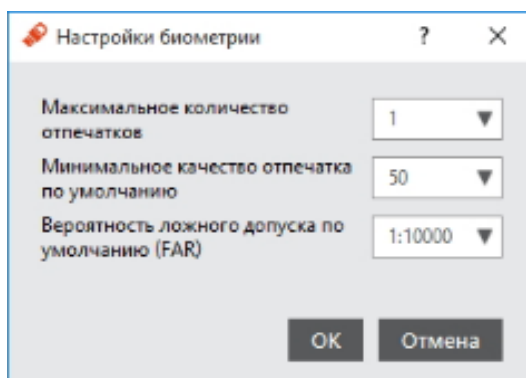 Настройки биометрии ?
Максимальное количество
отпечатков
1
Минимальное качество отпечатка
по умолчанию
50
Вероятность ложного допуска по
умолчанию (FAR)
1:10000
ОК Отмена